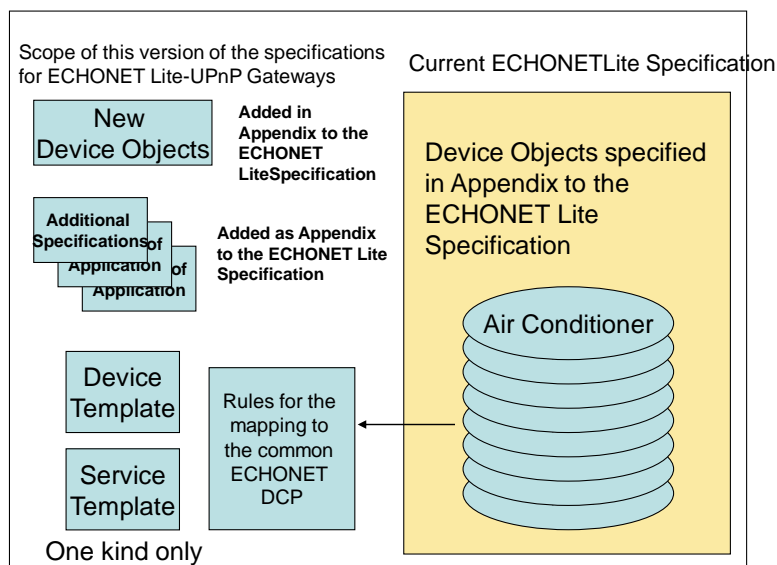 Scope of this version of the specifications
for ECHONET Lite-UPnP Gateways
New
Device Objects
Added in
Appendix to the
ECHONET
LiteSpecification
Additional
Specifications
of
Application
of
Application
Added as Appendix
to the ECHONET Lite
Specification
Device
Template
Service
Template
One kind only
Rules for the
mapping to
the common
ECHONET
DCP
Current ECHONETLite Specification
Device Objects specified
in Appendix to the
ECHONET Lite
Specification
Air Conditioner